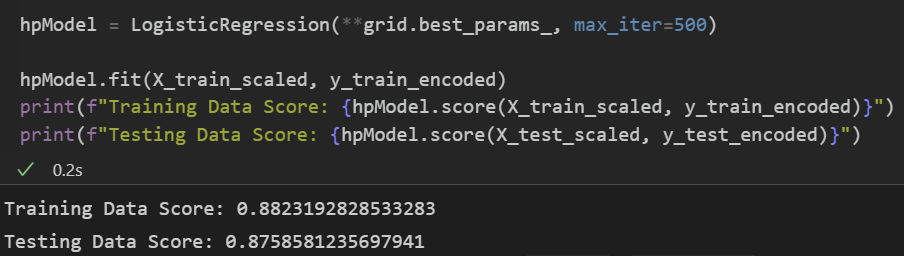 hpModel = LogisticRegression(**grid.best_params_, max_iter=500)
hpModel.fit(X_train_scaled, y_train_encoded)
print(f"Training Data Score: {hpModel.score(X_train_scaled, y_train_encoded)}")
print(f"Testing Data Score: {hpModel.score(X_test_scaled, y_test_encoded)}")
✓ 0.2s
Training Data Score: 0.8823192828533283
Testing Data Score: 0.8758581235697941